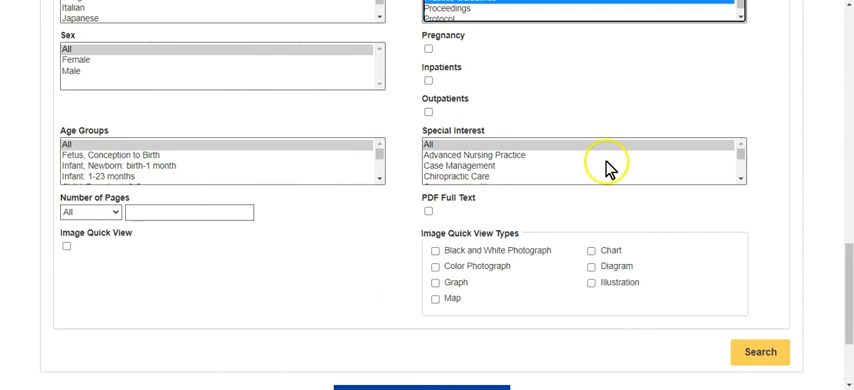 Italian
Japanese
Practice Guidelines
Proceedings
Protocol
Sex
Pregnancy
All
Female
Male
Inpatients
Outpatients
Age Groups
Special Interest
All
Fetus, Conception to Birth
Infant, Newborn: birth-1 month
Infant: 1-23 months
All
Advanced Nursing Practice
Case Management
Chiropractic Care
Number of Pages
PDF Full Text
All
Image Quick View
Image Quick View Types
Black and White Photograph
Chart
Color Photograph
Diagram
Graph
Illustration
Map
Search